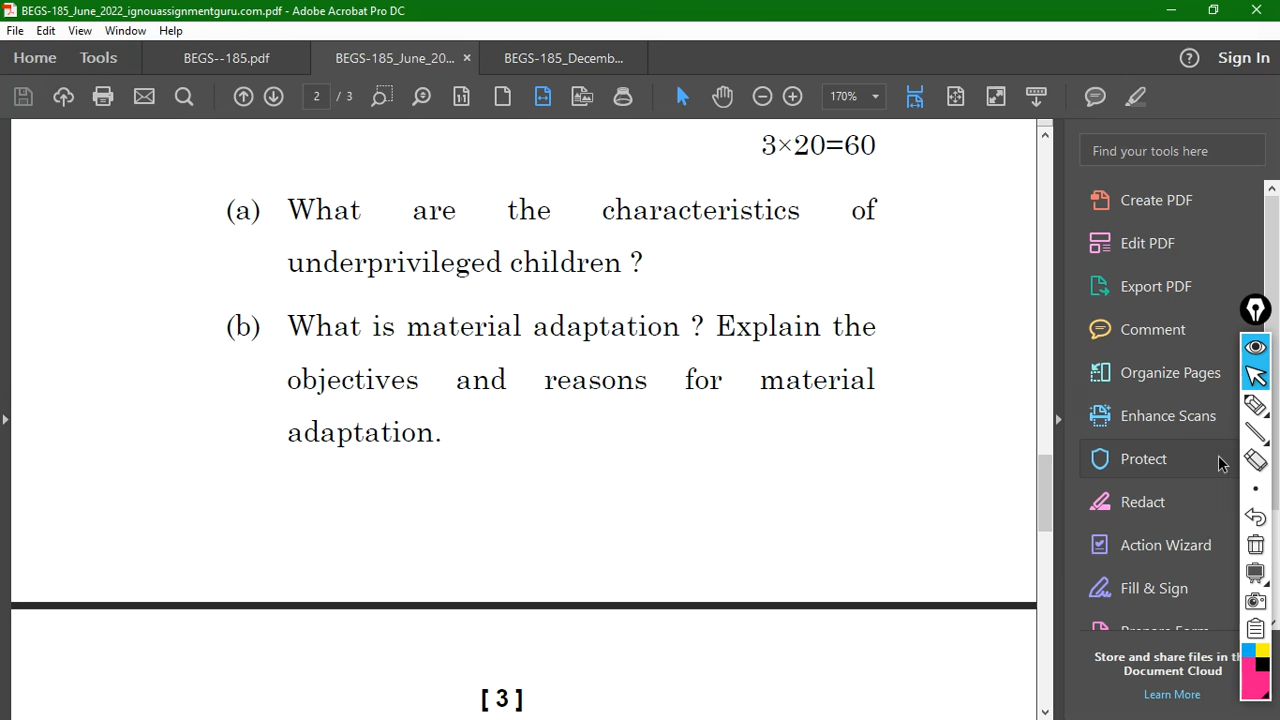 BEGS-185_June_2022_ignouassignmentguru.com.pdf - Adobe Acrobat Pro DC
File Edit View Window Help
Home Tools BEGS--185.pdf BEGS-185_June_20... × BEGS-185_Decemb... ? Sign In
2 / 3 170%
3×20=60
Find your tools here
(a) What are the characteristics of
underprivileged children ?
(b) What is material adaptation ? Explain the
objectives and reasons for material
adaptation.
[ 3 ]
Create PDF
Edit PDF
Export PDF
Comment
Organize Pages
Enhance Scans
Protect
Redact
Action Wizard
Fill & Sign
Store and share files in
Document Cloud
Learn More